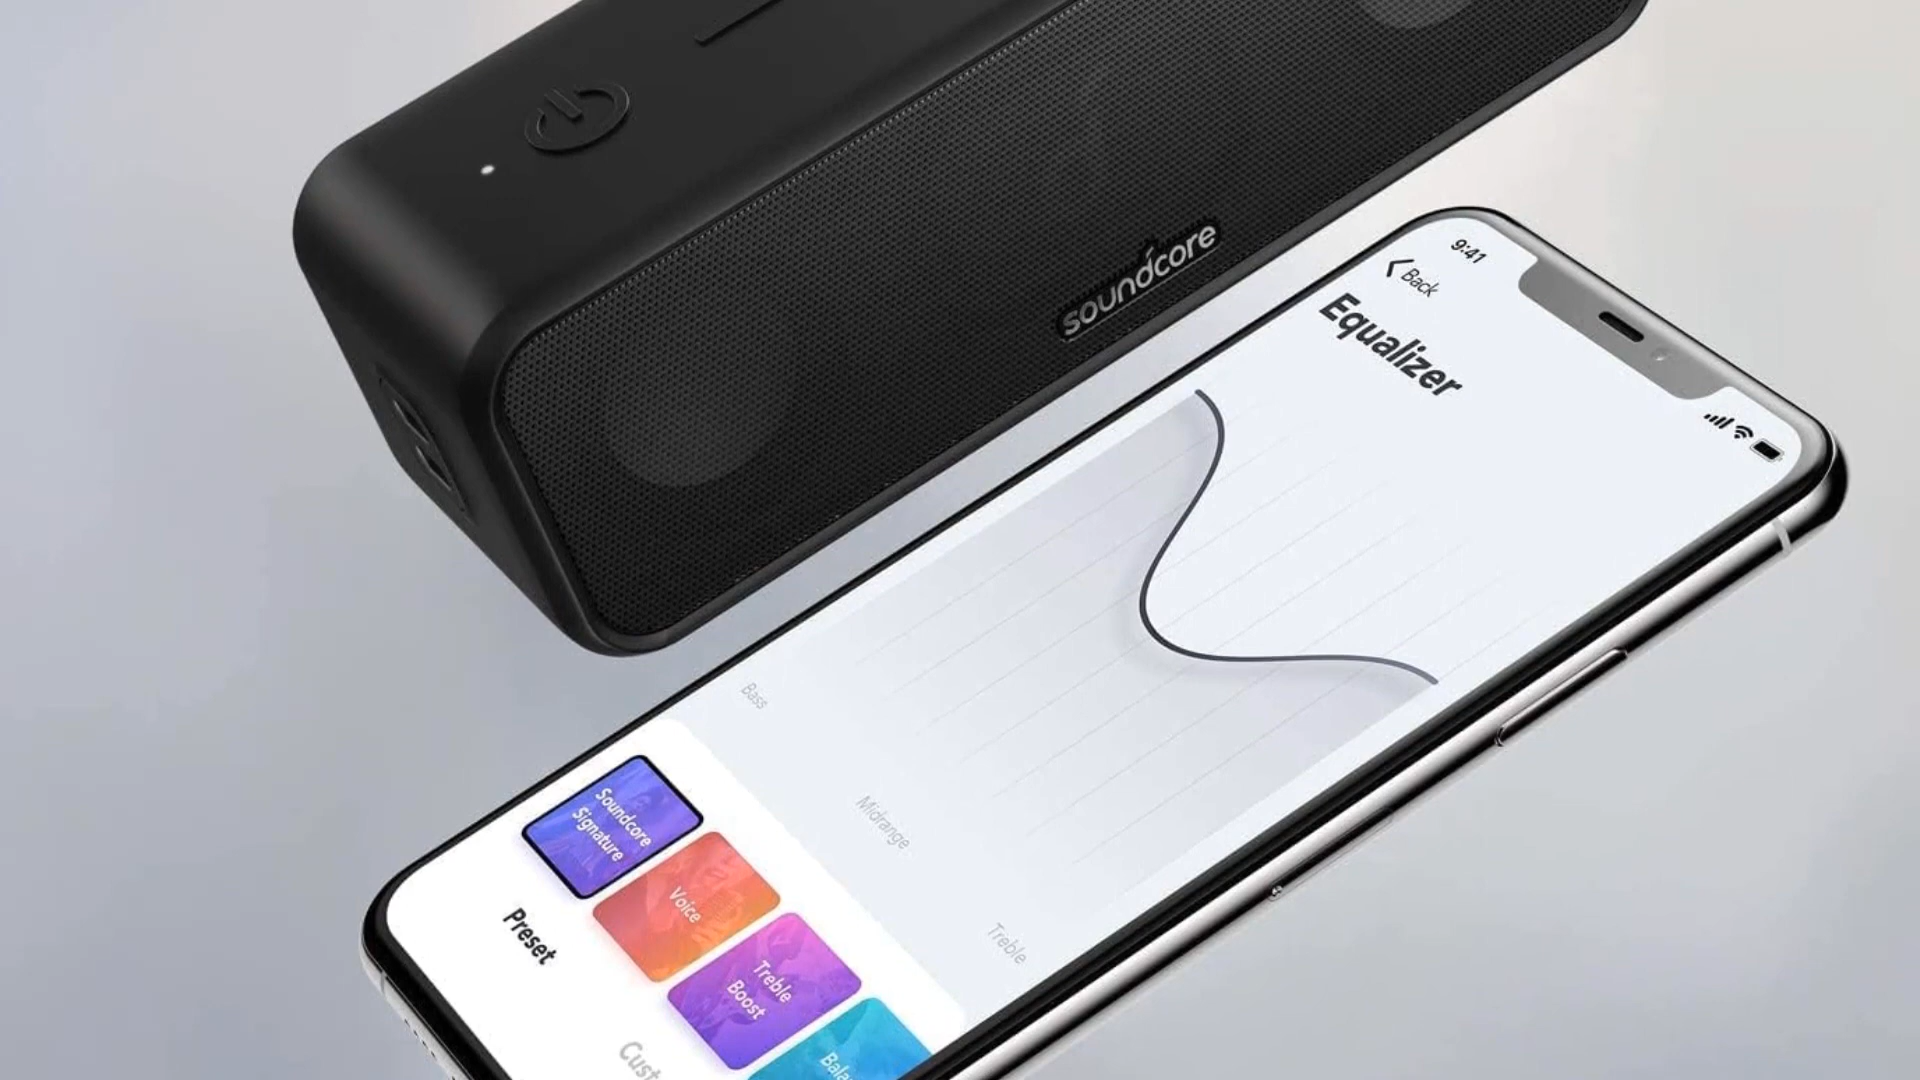 soundcore
9:41
Back
Equalizer
Bass
Midrange
Treble
Soundcore
Signature
Voice
Treble
Boost
Preset